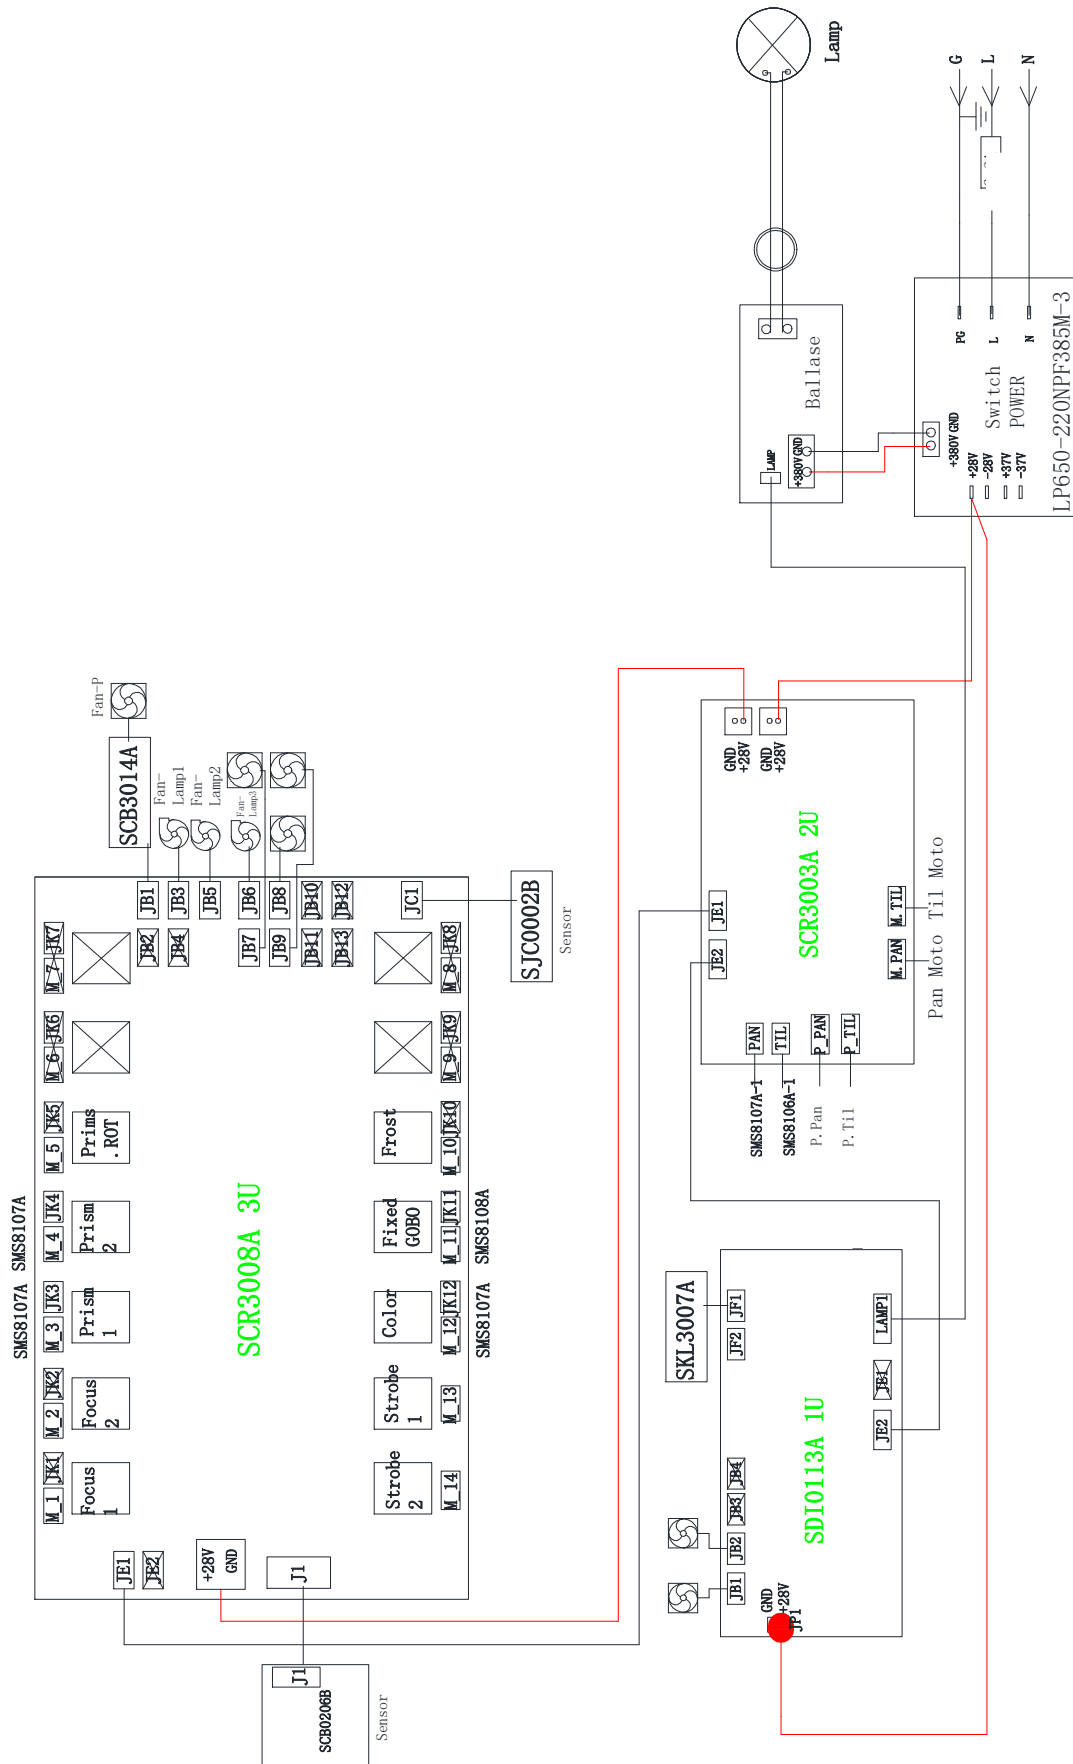 Lamp
G
L
N
PG
L
N
Switch
POWER
LP650-220NPF385M-3
+380V GND
+28V
-28V
+37V
-37V
Ballase
LAMP
+380V GND
Fan-P
SCB3014A
Fan-
Lamp1
Fan-
Lamp2
Fan-
Lamp3
JB1
JB3
JB5
JB6
JB8
JB10
JB12
JC1
JB2
JB4
JB7
JB9
JB11
JB13
SJC0002B
Sensor
M_7
JK7
M_6
JK6
M_5
JK5
M_4
JK4
M_3
JK3
M_2
JK2
M_1
JK1
SMS8107A
SMS8107A
Prims
.ROT
Prism
2
Prism
1
Focus
2
Focus
1
SCR3008A 3U
Frost
Fixed
GOBO
Color
Strobe
1
Strobe
2
M_8
JK8
M_9
JK9
M_10
JK10
M_11
JK11
M_12
JK12
M_13
M_14
SMS8108A
SMS8107A
JE1
JE2
+28V
GND
J1
J1
SCB0206B
Sensor
GND
+28V
GND
+28V
SCR3003A 2U
JE1
JE2
M.TIL
M.PAN
Til Moto
Pan Moto
PAN
TIL
P_PAN
P_TIL
SMS8107A-1
SMS8106A-1
P.Pan
P.Til
SKL3007A
JF1
JF2
LAMP1
JE1
JE2
SDI0113A 1U
JB4
JB3
JB2
JB1
GND
+28V
JP1